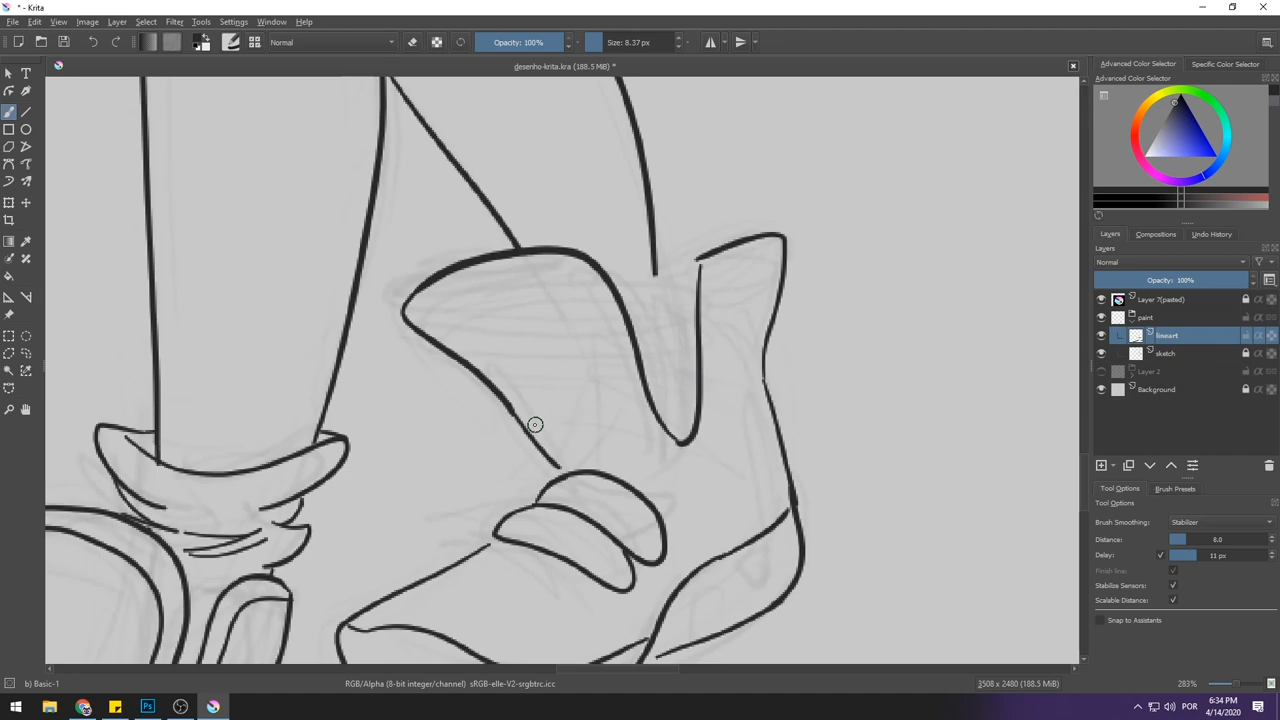 * - Krita
File Edit View Image Layer Select Filter Tools Settings Window Help
Normal Opacity: 100% Size: 8.37 px
desenho-krita.kra (188.5 MiB) *
Advanced Color Selector Specific Color Selector
Advanced Color Selector
Layers Compositions Undo History
Layers
Normal
Opacity: 100%
Layer 7(pasted)
paint
lineart
sketch
Layer 2
Background
Tool Options Brush Presets
Tool Options
Brush Smoothing: Stabilizer
Distance: 8.0
Delay: 11 px
Finish line:
Stabilize Sensors:
Scalable Distance:
Snap to Assistants
b) Basic-1 RGB/Alpha (8-bit integer/channel) sRGB-elle-V2-srgbtrc.icc 3508 x 2480 (188.5 MiB) 283%
Ps POR 6:34 PM
4/14/2020